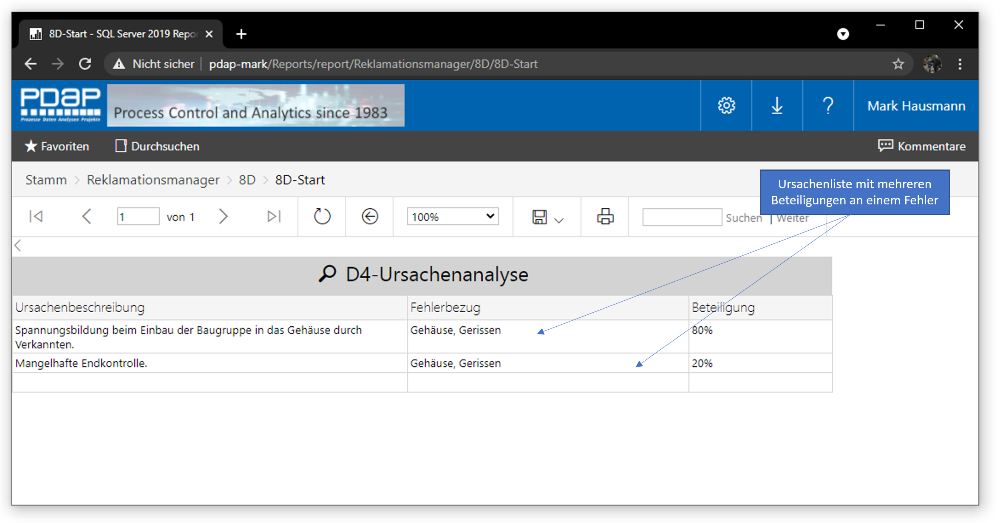 8D-Start - SQL Server 2019 Repo
Nicht sicher pdap-mark/Reports/report/Reklamationsmanager/8D/8D-Start
PDAP
Prozesse Daten Analysen Projekte
Process Control and Analytics since 1983
? Mark Hausmann
Favoriten Durchsuchen Kommentare
Stamm > Reklamationsmanager > 8D > 8D-Start
Ursachenliste mit mehreren
Beteiligungen an einem Fehler
1 von 1 100% Suchen | Weiter
D4-Ursachenanalyse
Ursachenbeschreibung Fehlerbezug Beteiligung
Spannungsbildung beim Einbau der Baugruppe in das Gehäuse durch Gehäuse, Gerissen 80%
Verkannten.
Mangelhafte Endkontrolle. Gehäuse, Gerissen 20%